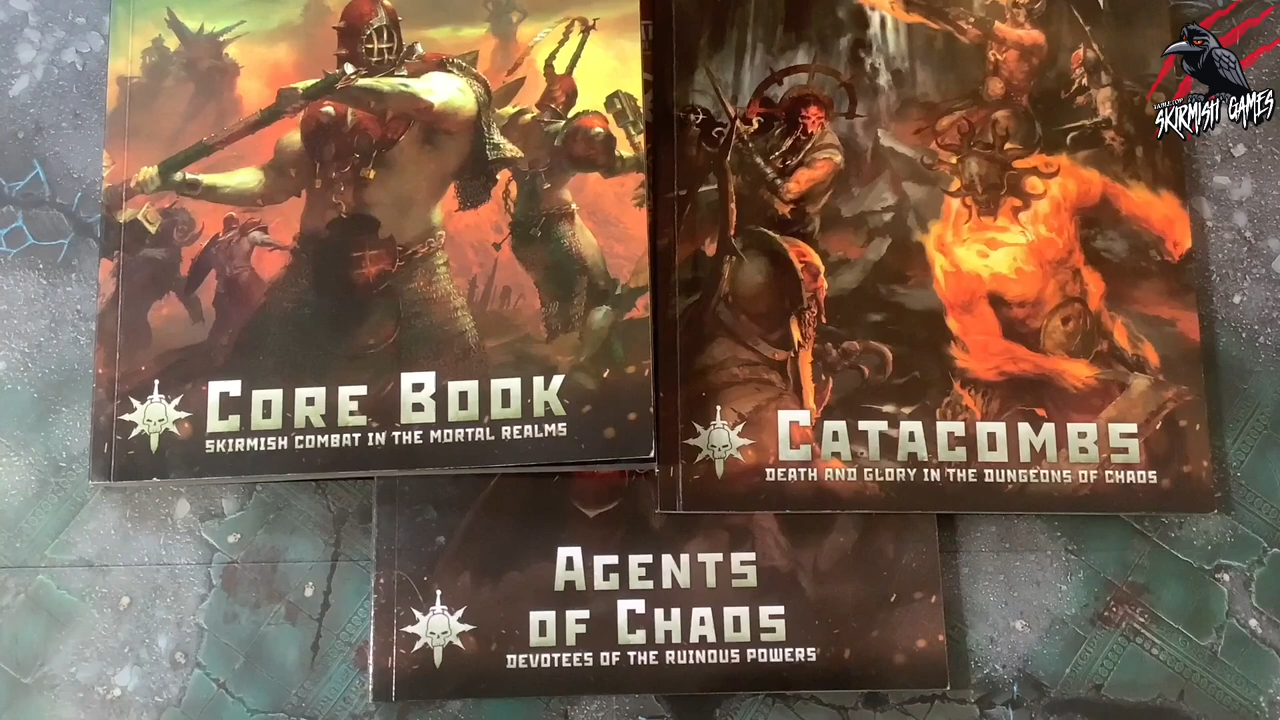 TABLETOP
SKIRMISH GAMES
CORE BOOK
SKIRMISH COMBAT IN THE MORTAL REALMS
CATACOMBS
DEATH AND GLORY IN THE DUNGEONS OF CHAOS
AGENTS
OF CHAOS
DEVOTEES OF THE RUINOUS POWERS